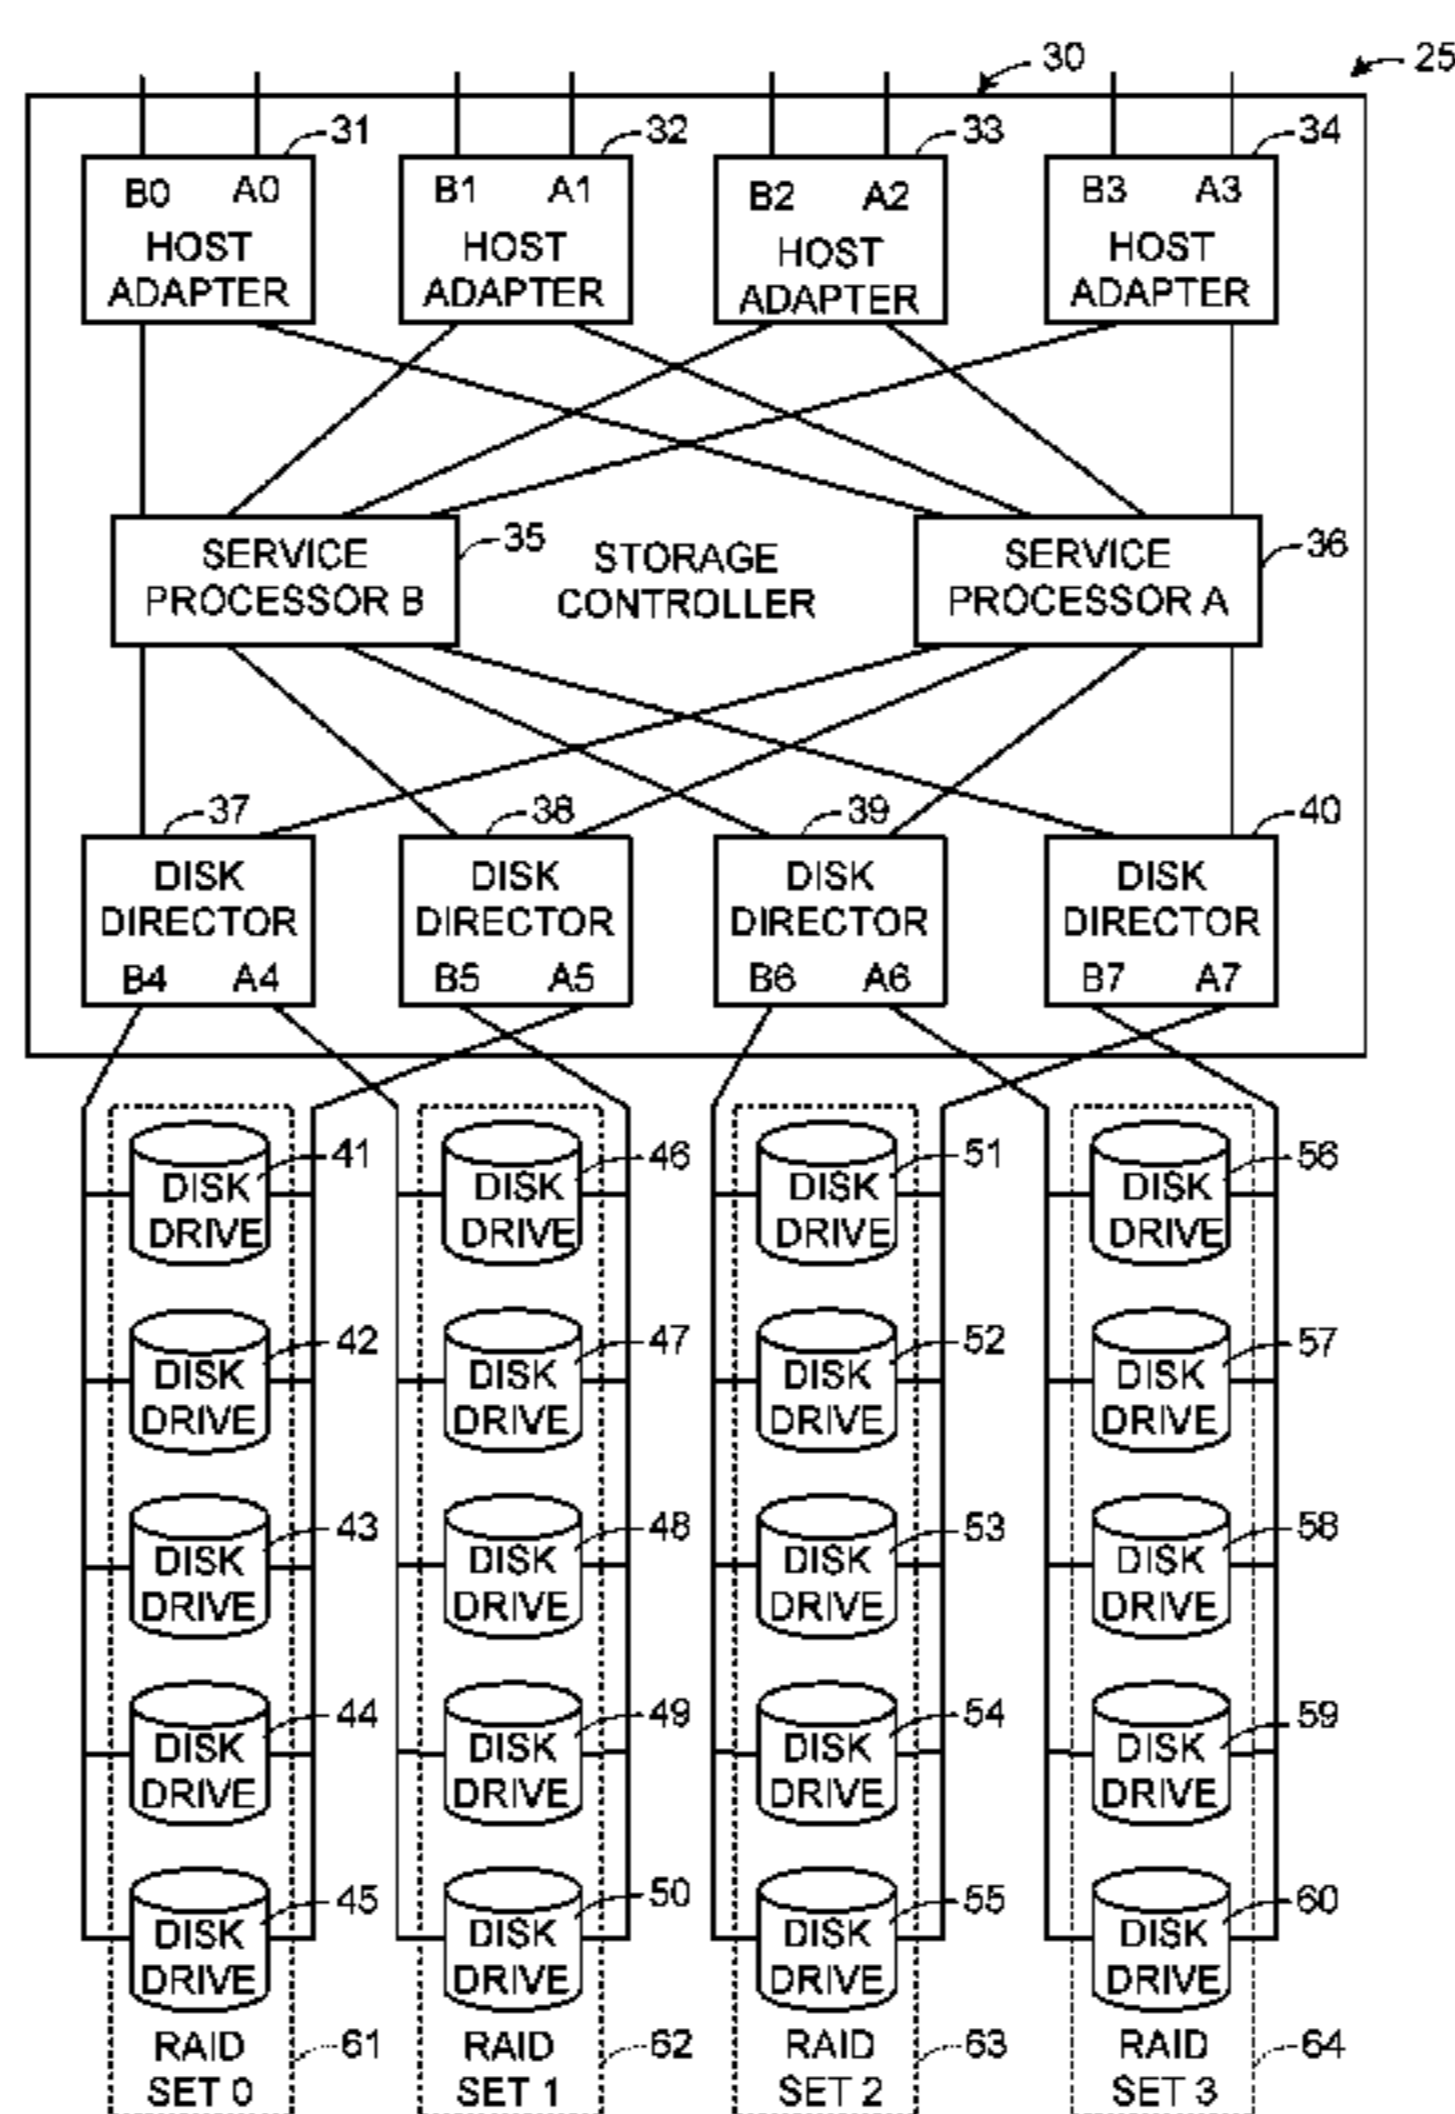 30
25
31
32
33
34
B0 A0
HOST
ADAPTER
B1 A1
HOST
ADAPTER
B2 A2
HOST
ADAPTER
B3 A3
HOST
ADAPTER
SERVICE
PROCESSOR B
35
STORAGE
CONTROLLER
SERVICE
PROCESSOR A
36
37
38
39
40
DISK
DIRECTOR
B4 A4
DISK
DIRECTOR
B5 A5
DISK
DIRECTOR
B6 A6
DISK
DIRECTOR
B7 A7
DISK
DRIVE
41
DISK
DRIVE
46
DISK
DRIVE
51
DISK
DRIVE
56
DISK
DRIVE
42
DISK
DRIVE
47
DISK
DRIVE
52
DISK
DRIVE
57
DISK
DRIVE
43
DISK
DRIVE
48
DISK
DRIVE
53
DISK
DRIVE
58
DISK
DRIVE
44
DISK
DRIVE
49
DISK
DRIVE
54
DISK
DRIVE
59
DISK
DRIVE
45
DISK
DRIVE
50
DISK
DRIVE
55
DISK
DRIVE
60
RAID
SET 0
61
RAID
SET 1
62
RAID
SET 2
63
RAID
SET 3
64